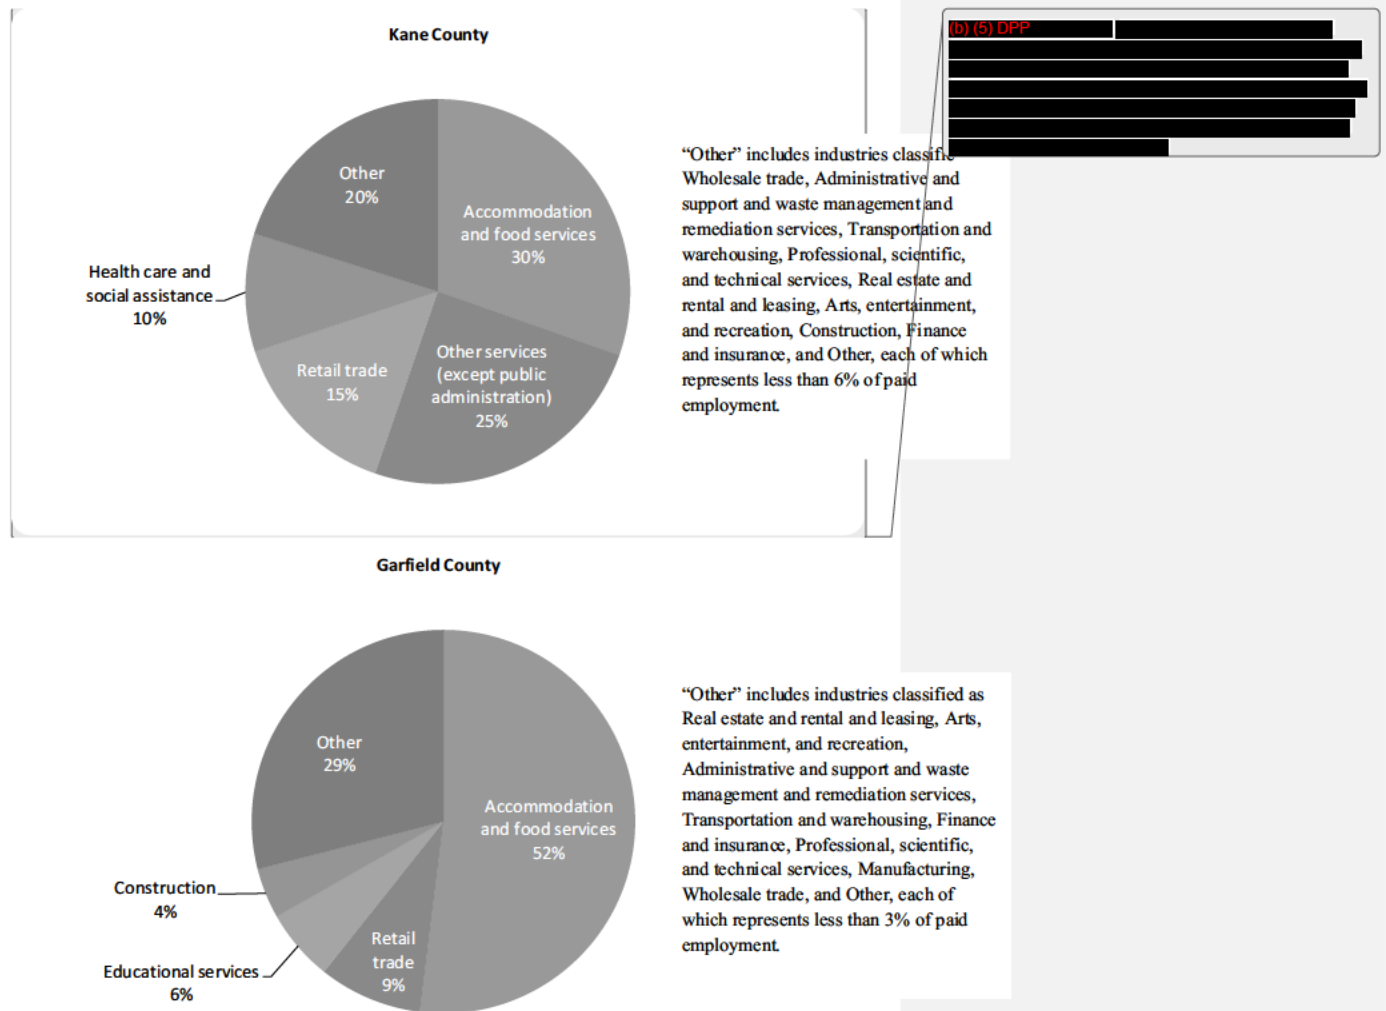 Kane County
(b) (5) DPP
Other
20%
Accommodation
and food services
30%
Health care and
social assistance
10%
Retail trade
15%
Other services
(except public
administration)
25%
“Other” includes industries classifie
Wholesale trade, Administrative and
support and waste management and
remediation services, Transportation and
warehousing, Professional, scientific,
and technical services, Real estate and
rental and leasing, Arts, entertainment,
and recreation, Construction, Finance
and insurance, and Other, each of which
represents less than 6% of paid
employment.
Garfield County
Other
29%
Accommodation
and food services
52%
Construction
4%
Educational services
6%
Retail
trade
9%
“Other” includes industries classified as
Real estate and rental and leasing, Arts,
entertainment, and recreation,
Administrative and support and waste
management and remediation services,
Transportation and warehousing, Finance
and insurance, Professional, scientific,
and technical services, Manufacturing,
Wholesale trade, and Other, each of
which represents less than 3% of paid
employment.